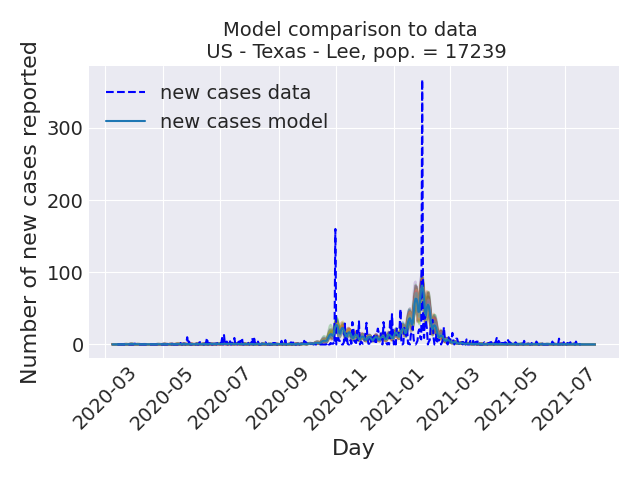 Model comparison to data
US - Texas - Lee, pop. = 17239
new cases data
new cases model
Number of new cases reported
300
200
100
0
2020-03
2020-05
2020-07
2020-09
2020-11
2021-01
2021-03
2021-05
2021-07
Day